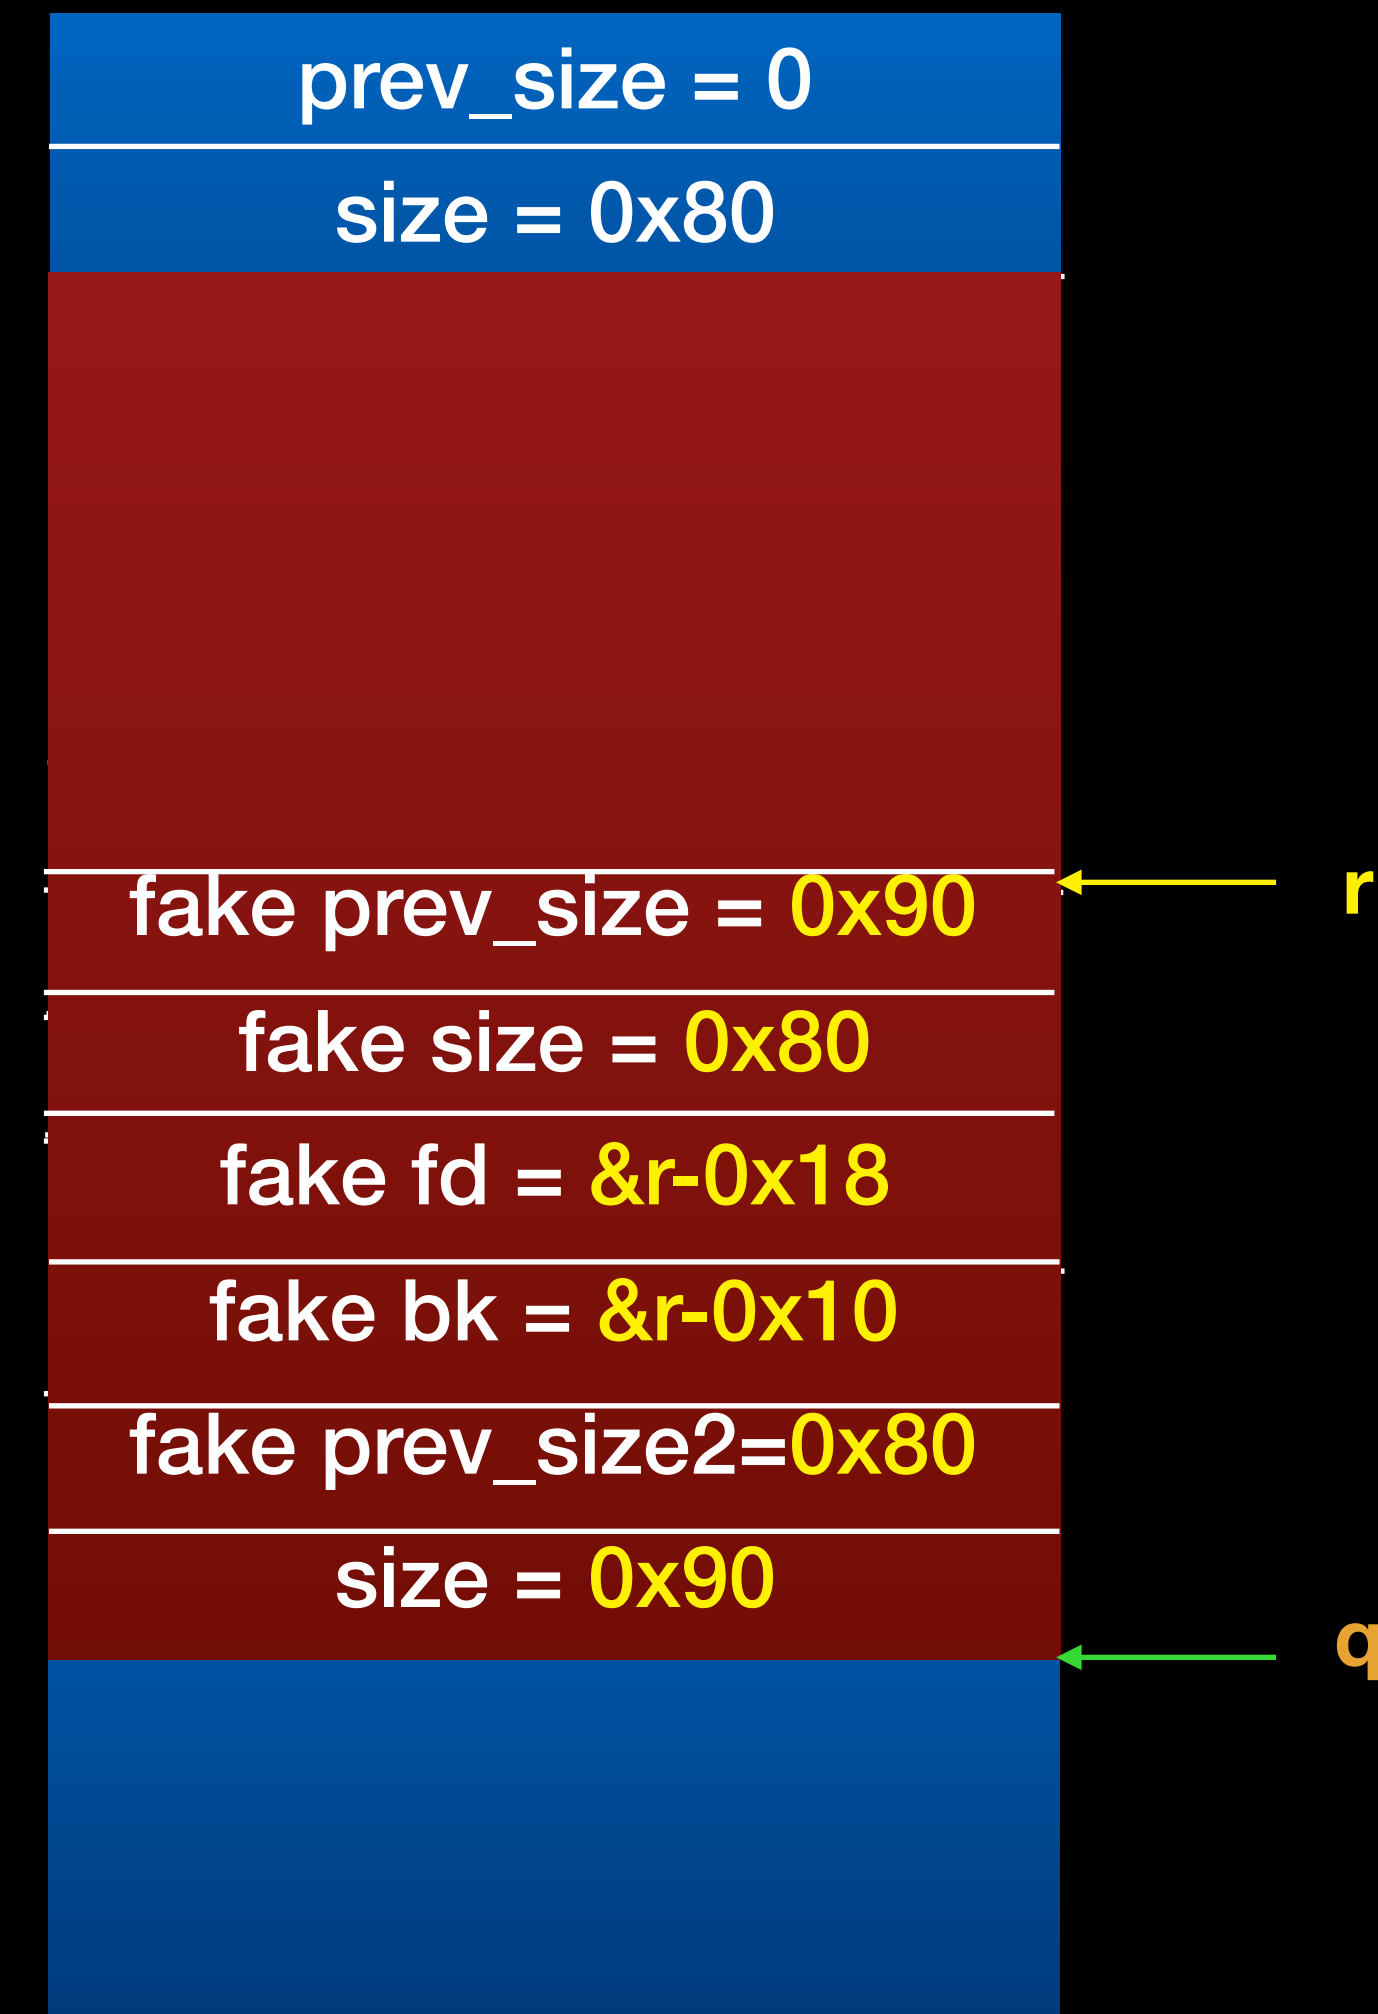 prev_size = 0
size = 0x80
fake prev_size = 0x90
r
fake size = 0x80
fake fd = &r-0x18
fake bk = &r-0x10
fake prev_size2=0x80
size = 0x90
q